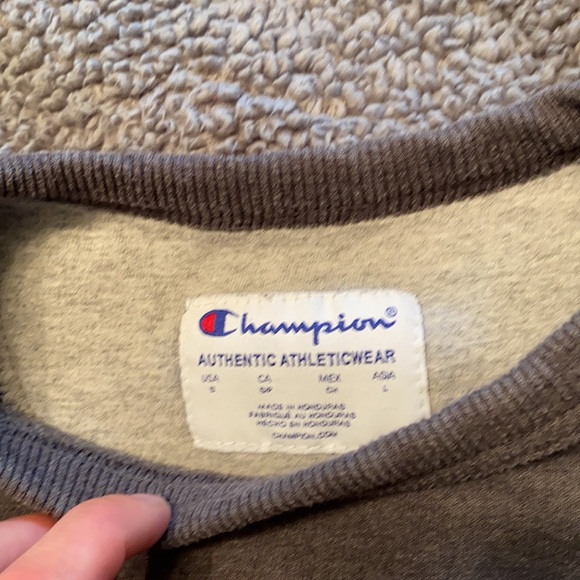 Champion®
AUTHENTIC ATHLETICWEAR
USA CA MEX ASIA
S S/P CH L
MADE IN HONDURAS
FABRIQUÉ AU HONDURAS
HECHO EN HONDURAS
CHAMPION.COM